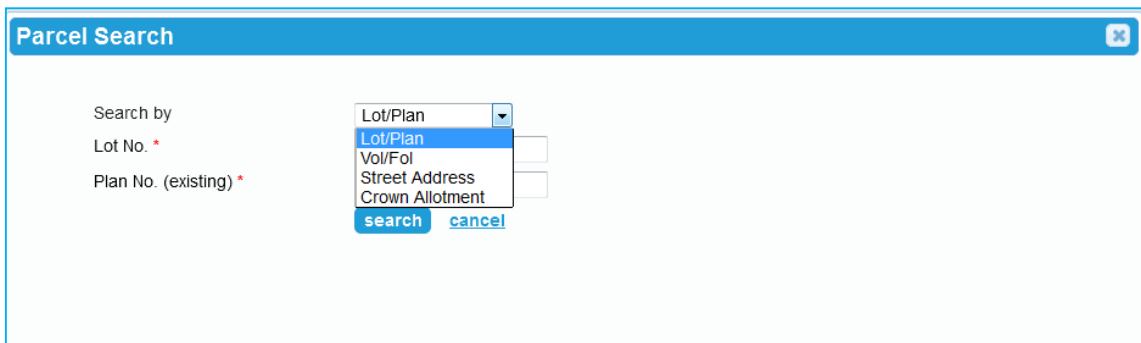 Parcel Search
Search by Lot/Plan
Lot/Plan
Lot No. *
Vol/Fol
Street Address
Plan No. (existing) *
Crown Allotment
search cancel